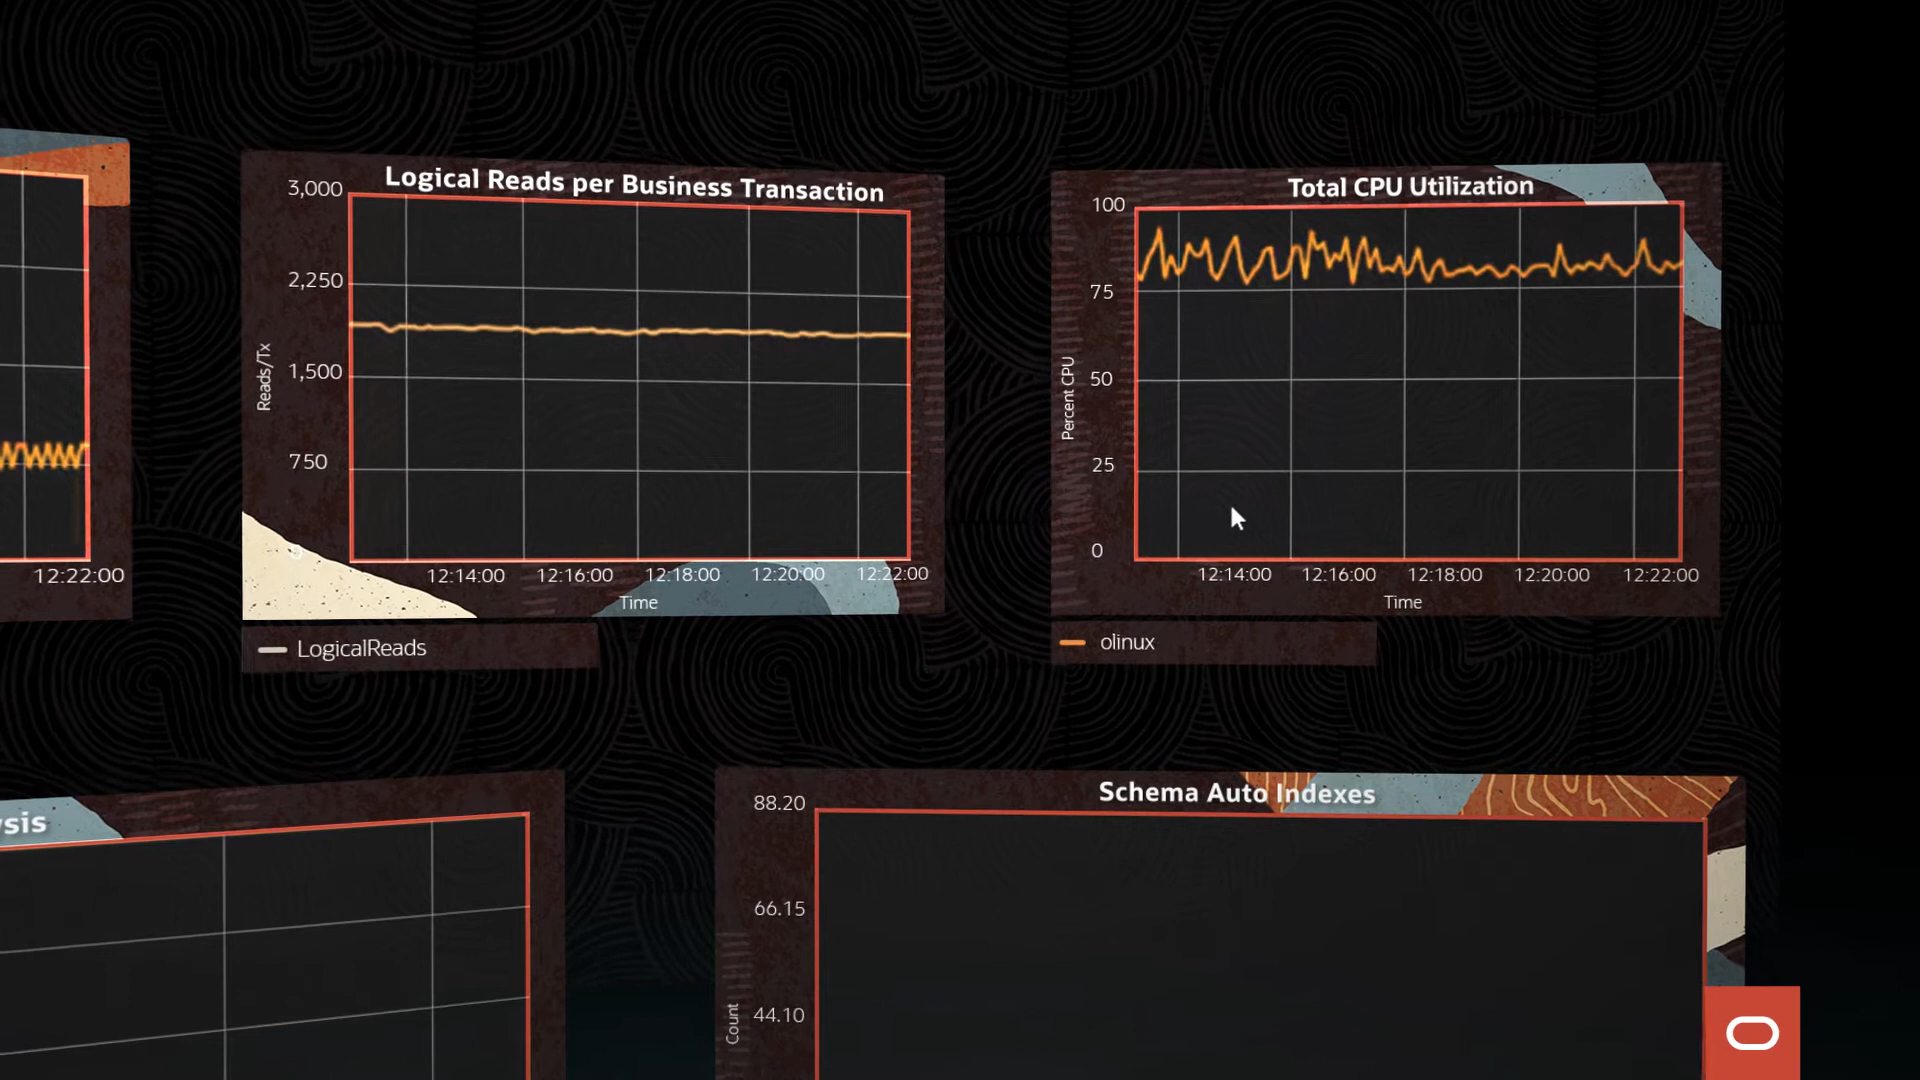 12:22:00
Logical Reads per Business Transaction
3,000
2,250
1,500
750
0
Reads/Tx
12:14:00 12:16:00 12:18:00 12:20:00 12:22:00
Time
LogicalReads
Total CPU Utilization
100
75
50
25
0
Percent CPU
12:14:00 12:16:00 12:18:00 12:20:00 12:22:00
Time
olinux
Schema Auto Indexes
88.20
66.15
44.10
Count